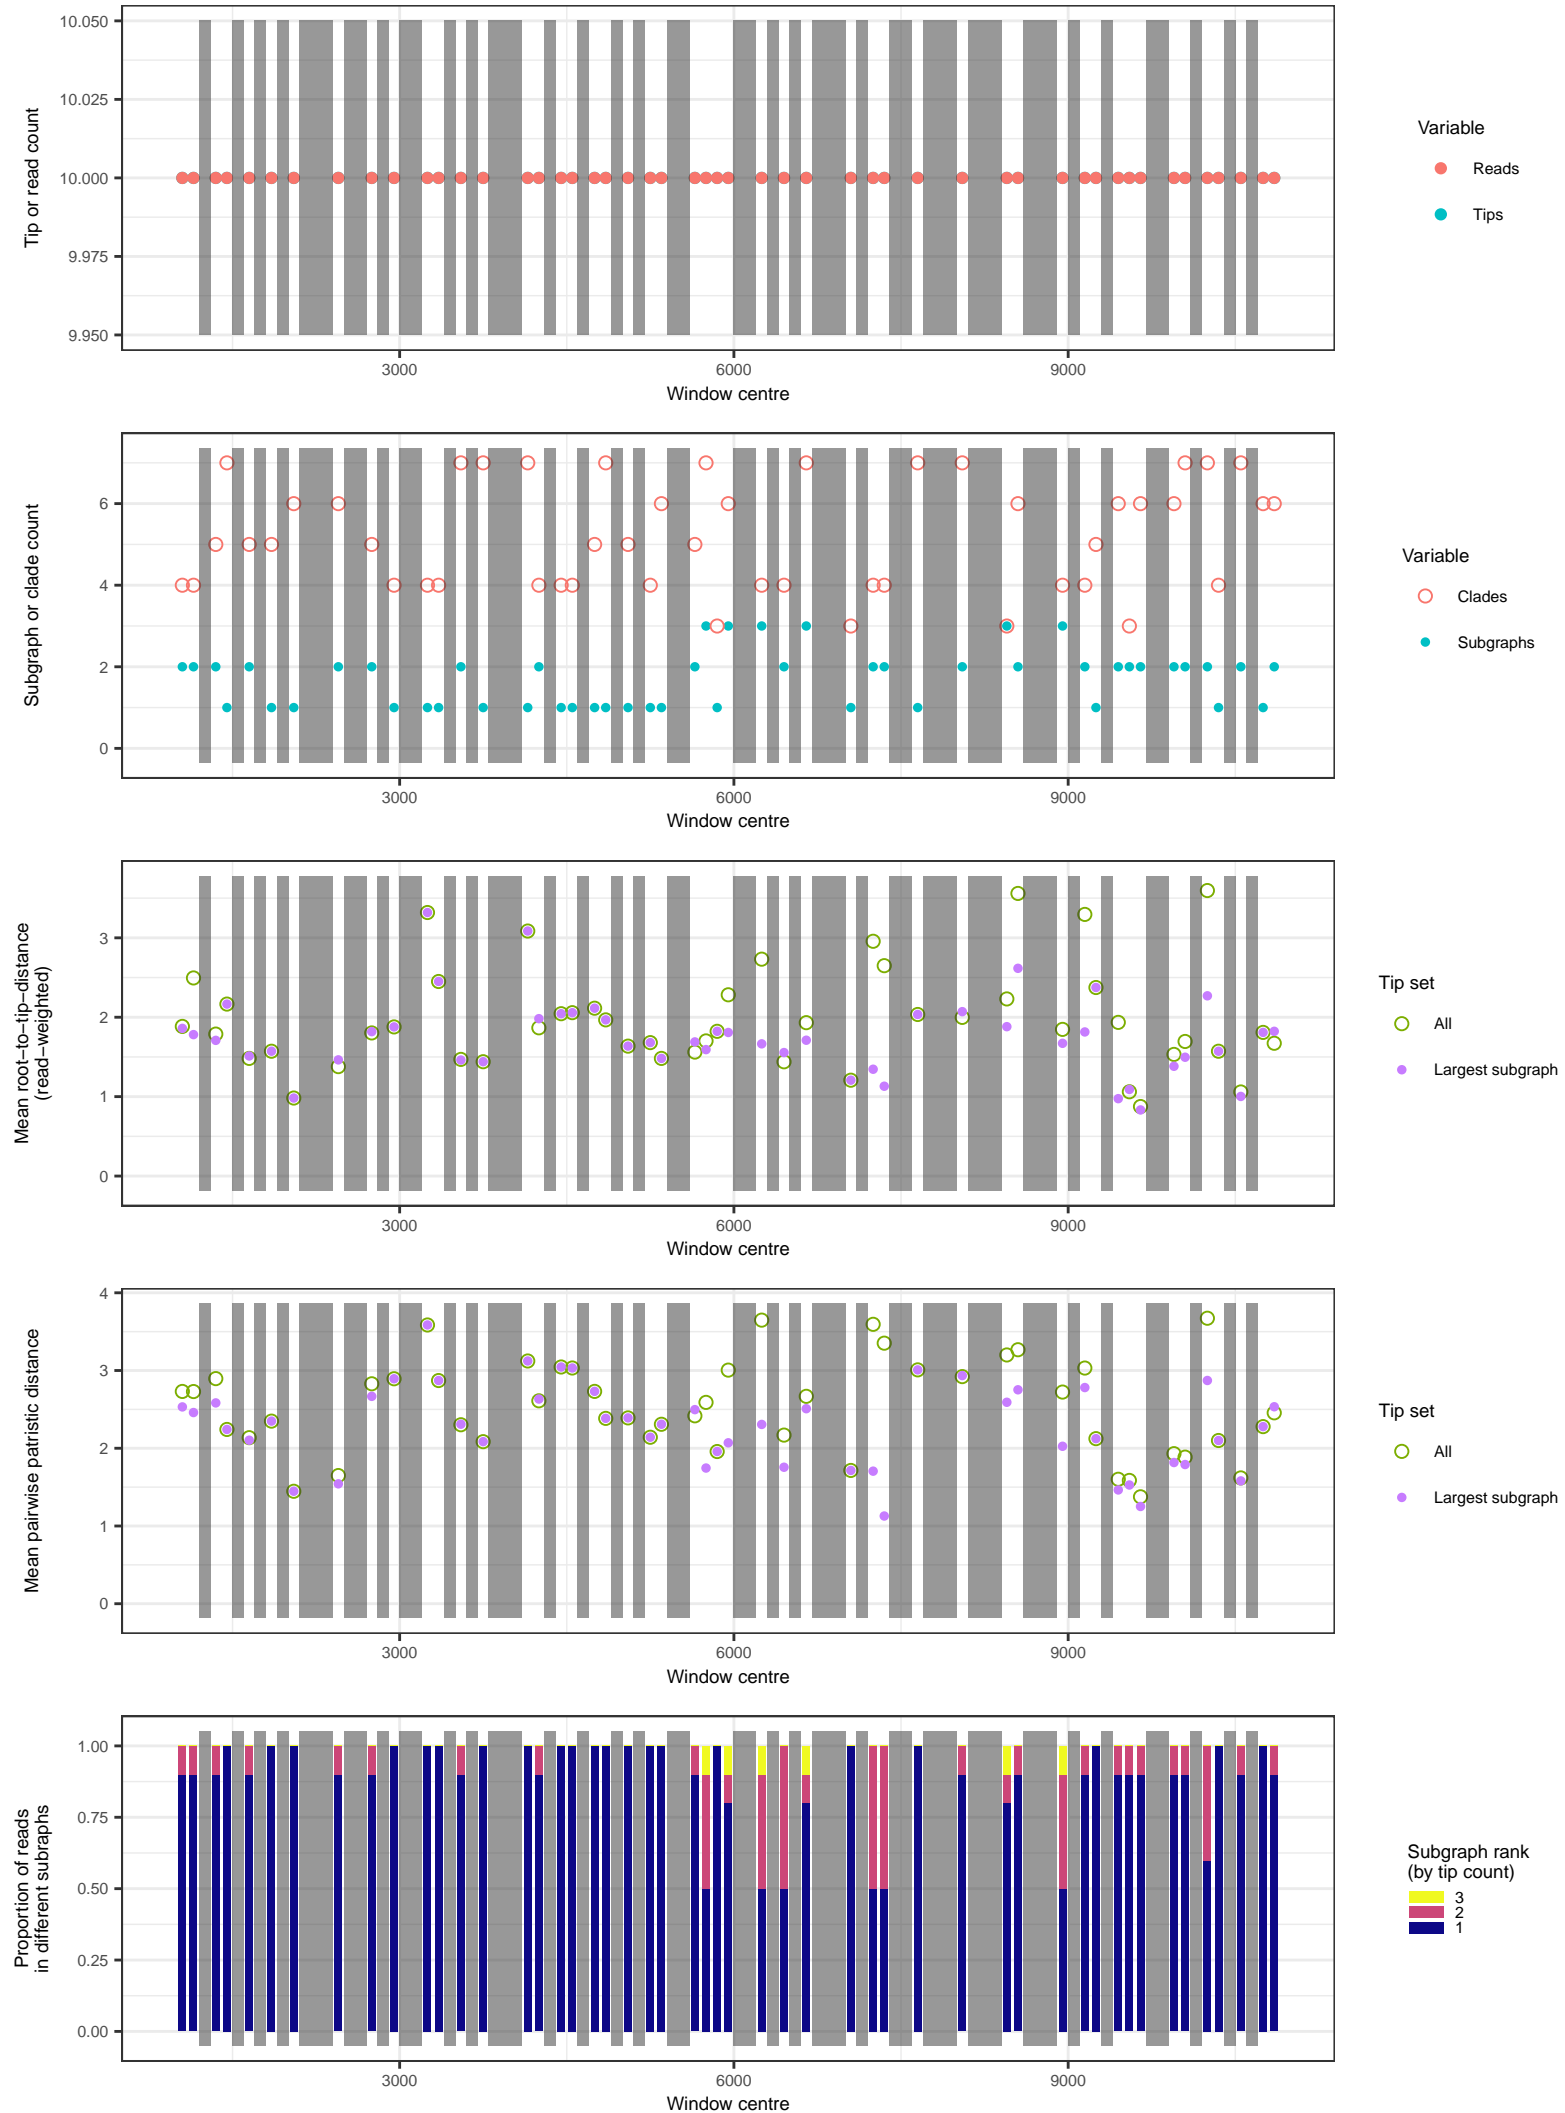 10.050
10.025
10.000
9.975
9.950
Tip or read count
3000 6000 9000
Window centre
Variable
Reads
Tips
6
4
2
0
Subgraph or clade count
3000 6000 9000
Window centre
Variable
Clades
Subgraphs
3
2
1
0
Mean root−to−tip−distance
(read−weighted)
3000 6000 9000
Window centre
Tip set
All
Largest subgraph
4
3
2
1
0
Mean pairwise patristic distance
3000 6000 9000
Window centre
Tip set
All
Largest subgraph
1.00
0.75
0.50
0.25
0.00
Proportion of reads
in different subraphs
3000 6000 9000
Window centre
Subgraph rank
(by tip count)
3
2
1